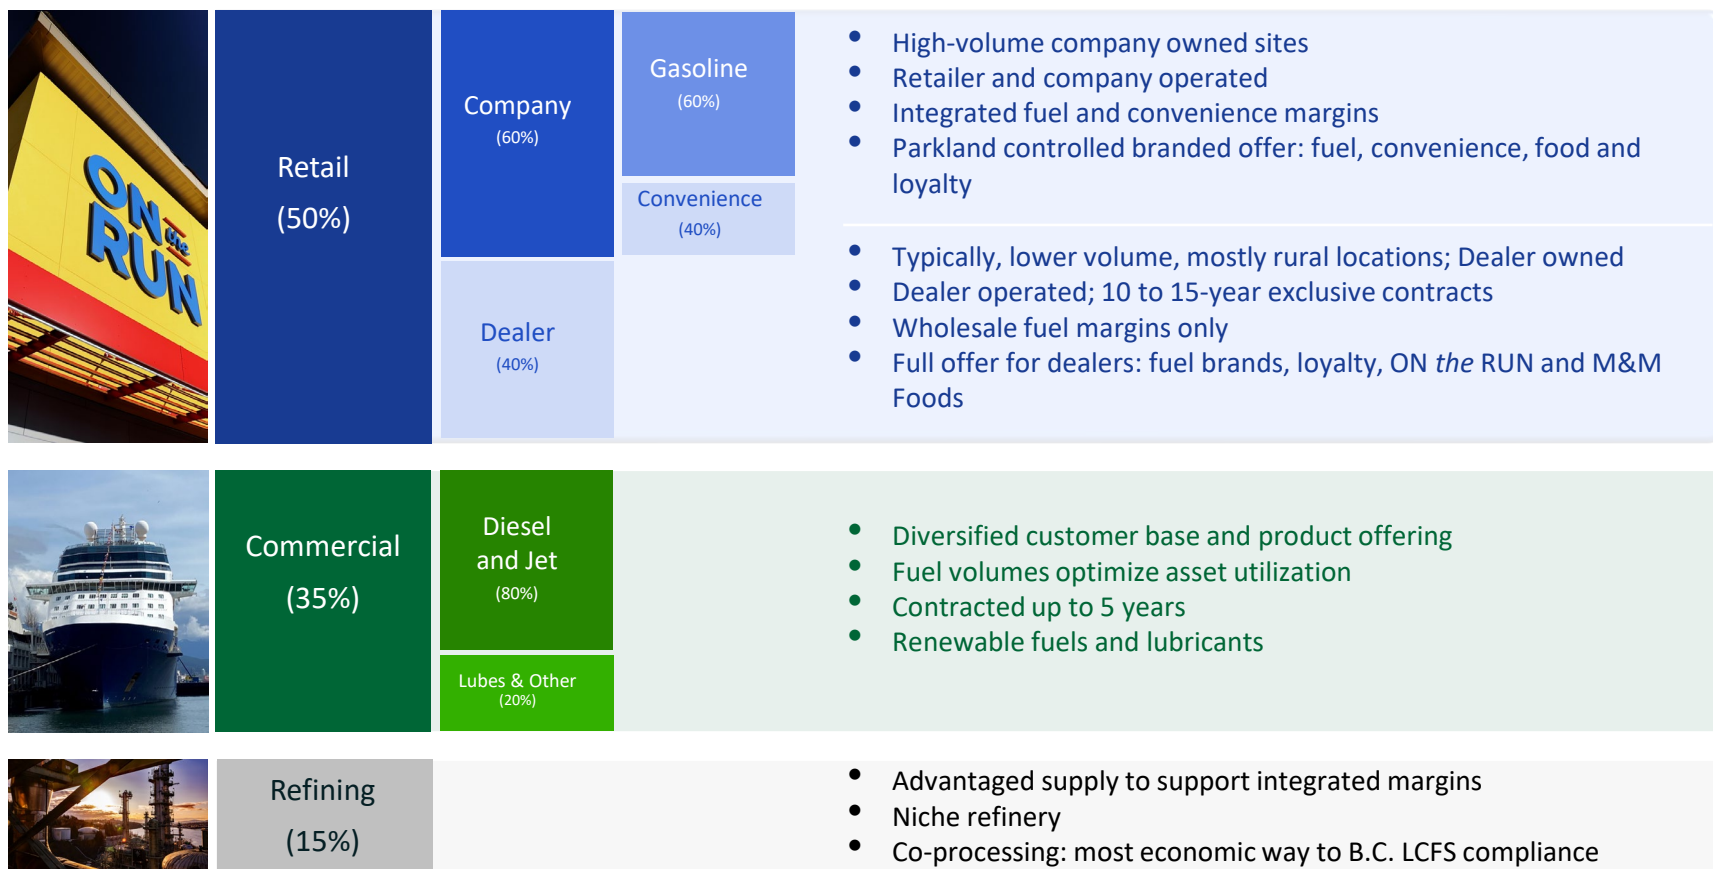 ON the
RUN
Retail
(50%)
Company
(60%)
Gasoline
(60%)
Convenience
(40%)
Dealer
(40%)
• High-volume company owned sites
• Retailer and company operated
• Integrated fuel and convenience margins
• Parkland controlled branded offer: fuel, convenience, food and
loyalty
• Typically, lower volume, mostly rural locations; Dealer owned
• Dealer operated; 10 to 15-year exclusive contracts
• Wholesale fuel margins only
• Full offer for dealers: fuel brands, loyalty, ON the RUN and M&M
Foods
Commercial
(35%)
Diesel
and Jet
(80%)
Lubes & Other
(20%)
• Diversified customer base and product offering
• Fuel volumes optimize asset utilization
• Contracted up to 5 years
• Renewable fuels and lubricants
Refining
(15%)
• Advantaged supply to support integrated margins
• Niche refinery
• Co-processing: most economic way to B.C. LCFS compliance